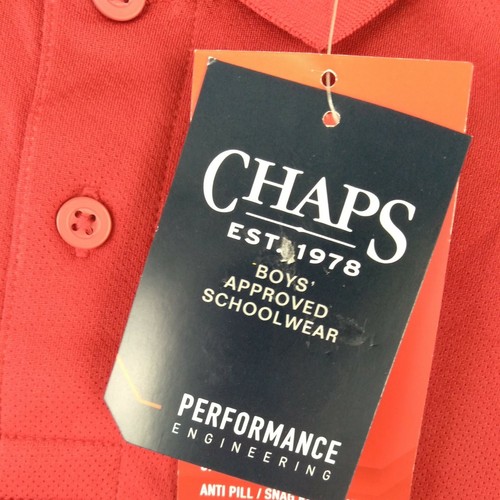 CHAPS
EST. 1978
BOYS'
APPROVED
SCHOOLWEAR
PERFORMANCE
ENGINEERING
ANTI PILL / SNAG